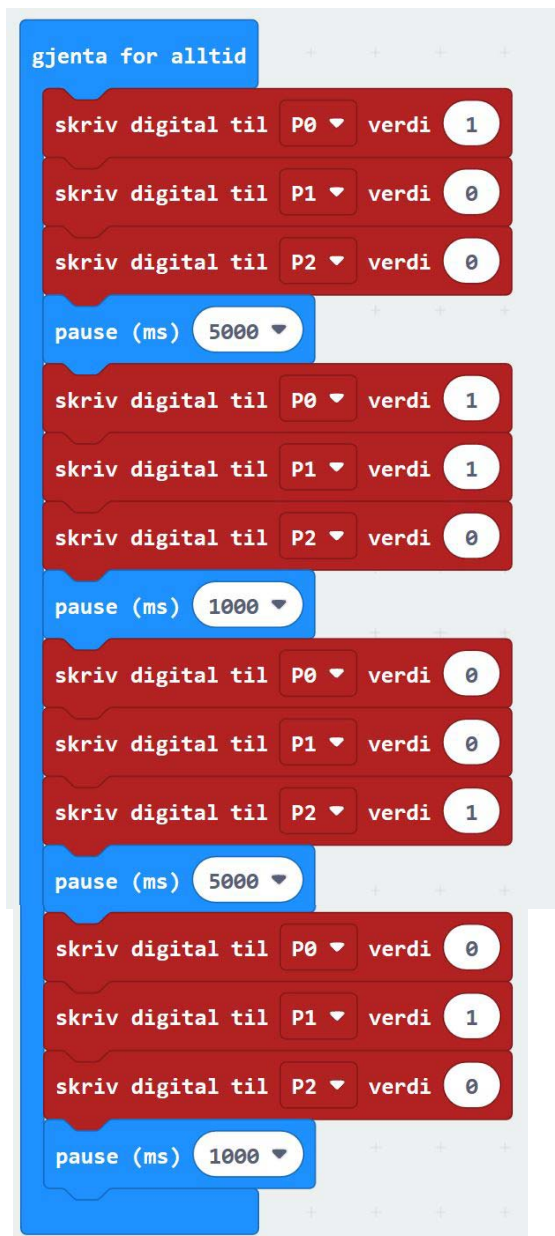 gjenta for alltid
skriv digital til P0 verdi 1
skriv digital til P1 verdi 0
skriv digital til P2 verdi 0
pause (ms) 5000
skriv digital til P0 verdi 1
skriv digital til P1 verdi 1
skriv digital til P2 verdi 0
pause (ms) 1000
skriv digital til P0 verdi 0
skriv digital til P1 verdi 0
skriv digital til P2 verdi 1
pause (ms) 5000
skriv digital til P0 verdi 0
skriv digital til P1 verdi 1
skriv digital til P2 verdi 0
pause (ms) 1000